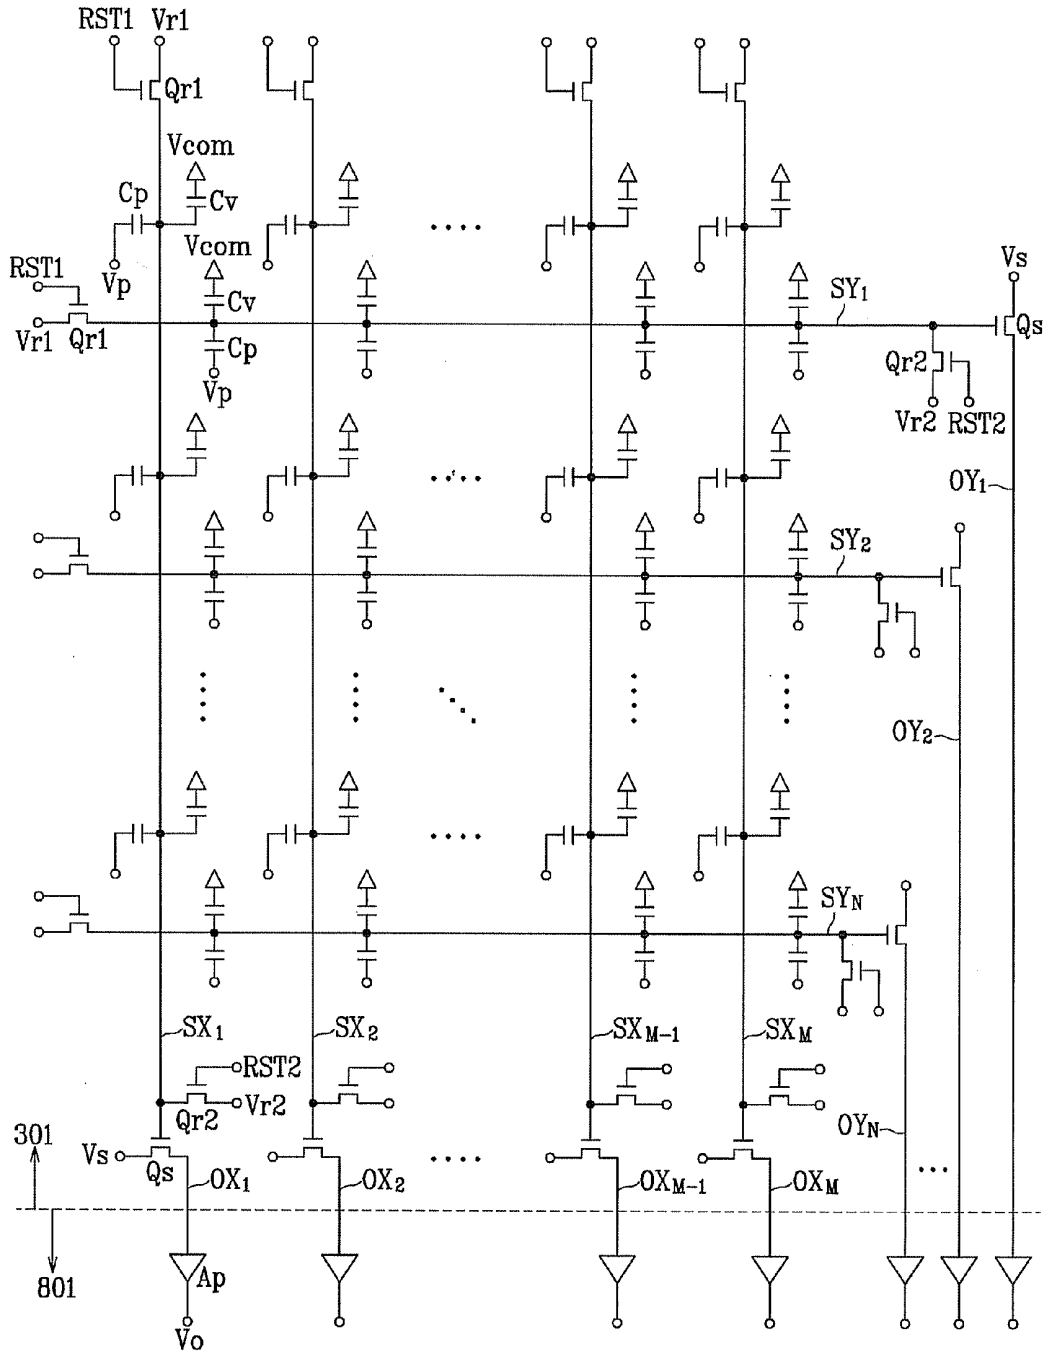 RST1 Vr1
Qr1
Vcom
Cp
Cv
Vcom
RST1
Vp
Cv
SY1
Vs
Vr1
Qr1
Cp
Qs
Qr2
Vp
Vr2 RST2
OY1
SY2
OY2
SYN
SX1
SX2
SXM-1
SXM
RST2
Vr2
Qr2
OYN
301
Vs
Qs
OX1
OX2
OXM-1
OXM
801
Ap
Vo